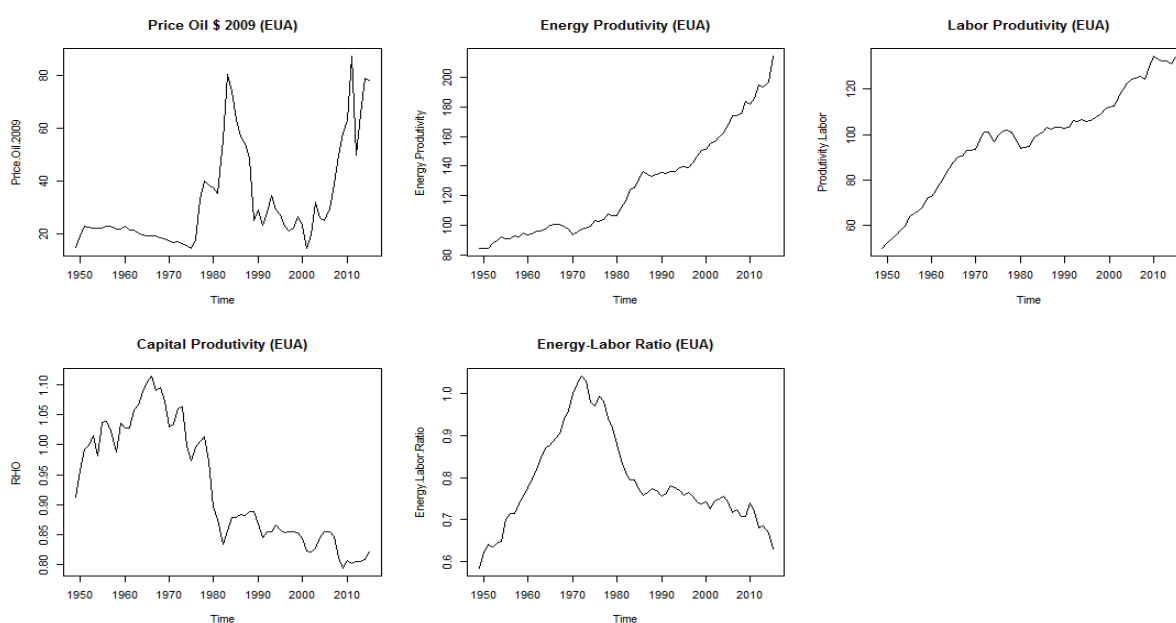 Price Oil $ 2009 (EUA)
Price.Oil.2009
20 40 60 80
1950 1960 1970 1980 1990 2000 2010
Time
Energy Produtivity (EUA)
Energy.Produtivity
80 100 120 140 160 180 200
1950 1960 1970 1980 1990 2000 2010
Time
Labor Produtivity (EUA)
Produtivity.Labor
60 80 100 120
1950 1960 1970 1980 1990 2000 2010
Time
Capital Produtivity (EUA)
RHO
0.80 0.85 0.90 0.95 1.00 1.05 1.10
1950 1960 1970 1980 1990 2000 2010
Time
Energy-Labor Ratio (EUA)
Energy.Labor.Ratio
0.6 0.7 0.8 0.9 1.0
1950 1960 1970 1980 1990 2000 2010
Time